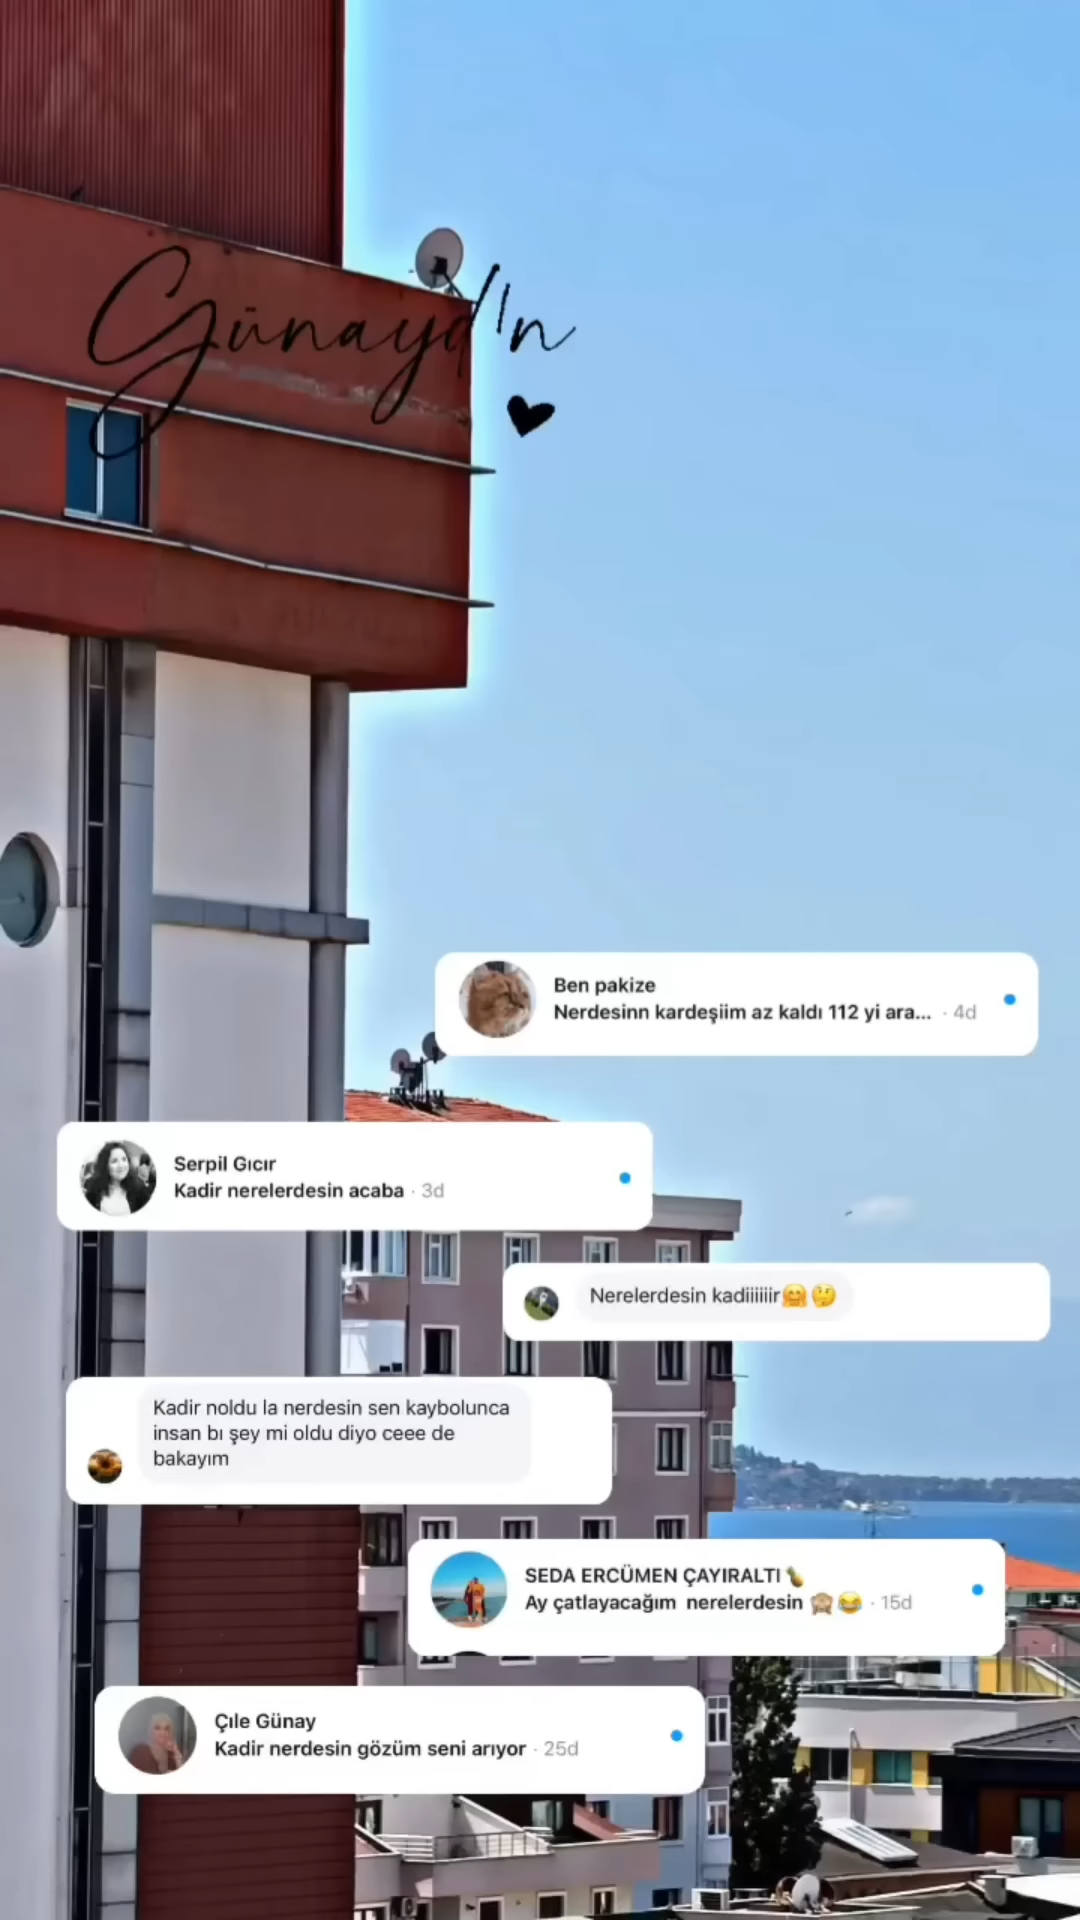 Günaydın
Ben pakize
Nerdesinn kardeşiim az kaldı 112 yi ara... · 4d
Serpil Gıcır
Kadir nerelerdesin acaba · 3d
Nerelerdesin kadiiiiiir🤗🤔
Kadir noldu la nerdesin sen kaybolunca
insan bı şey mi oldu diyo ceee de
bakayım
SEDA ERCÜMEN ÇAYIRALTI🍍
Ay çatlayacağım  nerelerdesin 🙈😂 · 15d
Çıle Günay
Kadir nerdesin gözüm seni arıyor · 25d